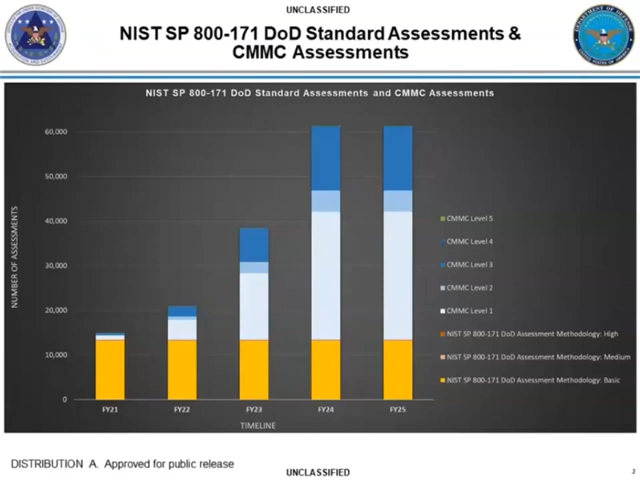 UNCLASSIFIED
NIST SP 800-171 DoD Standard Assessments &
CMMC Assessments
NIST SP 800-171 DoD Standard Assessments and CMMC Assessments
NUMBER OF ASSESSMENTS
60,000
50,000
40,000
30,000
20,000
10,000
0
FY21
FY22
FY23
FY24
FY25
TIMELINE
CMMC Level 5
CMMC Level 4
CMMC Level 3
CMMC Level 2
CMMC Level 1
NIST SP 800-171 DoD Assessment Methodology: High
NIST SP 800-171 DoD Assessment Methodology: Medium
NIST SP 800-171 DoD Assessment Methodology: Basic
DISTRIBUTION A. Approved for public release
UNCLASSIFIED
3